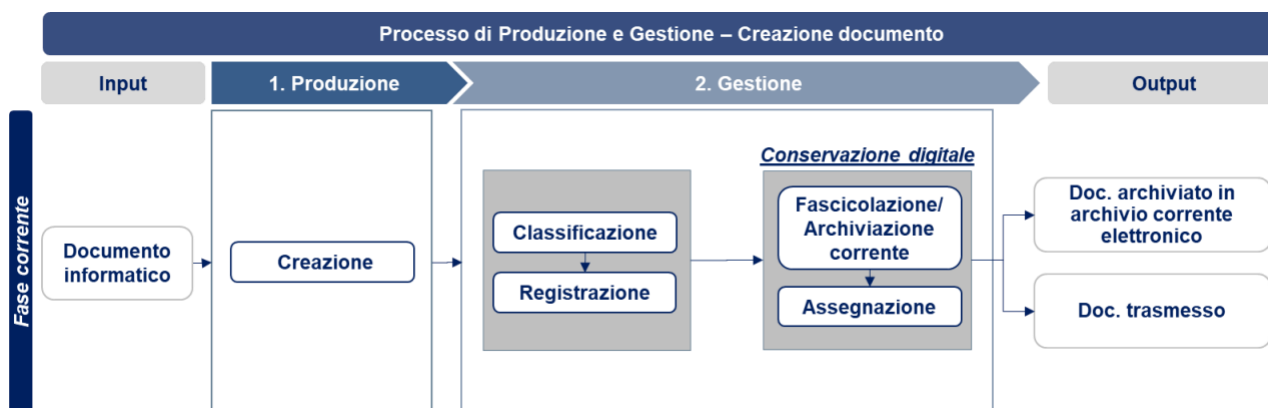 Processo di Produzione e Gestione – Creazione documento
Input
1. Produzione
2. Gestione
Output
Fase corrente
Documento
informatico
Creazione
Classificazione
Registrazione
Conservazione digitale
Fascicolazione/
Archiviazione
corrente
Assegnazione
Doc. archiviato in
archivio corrente
elettronico
Doc. trasmesso